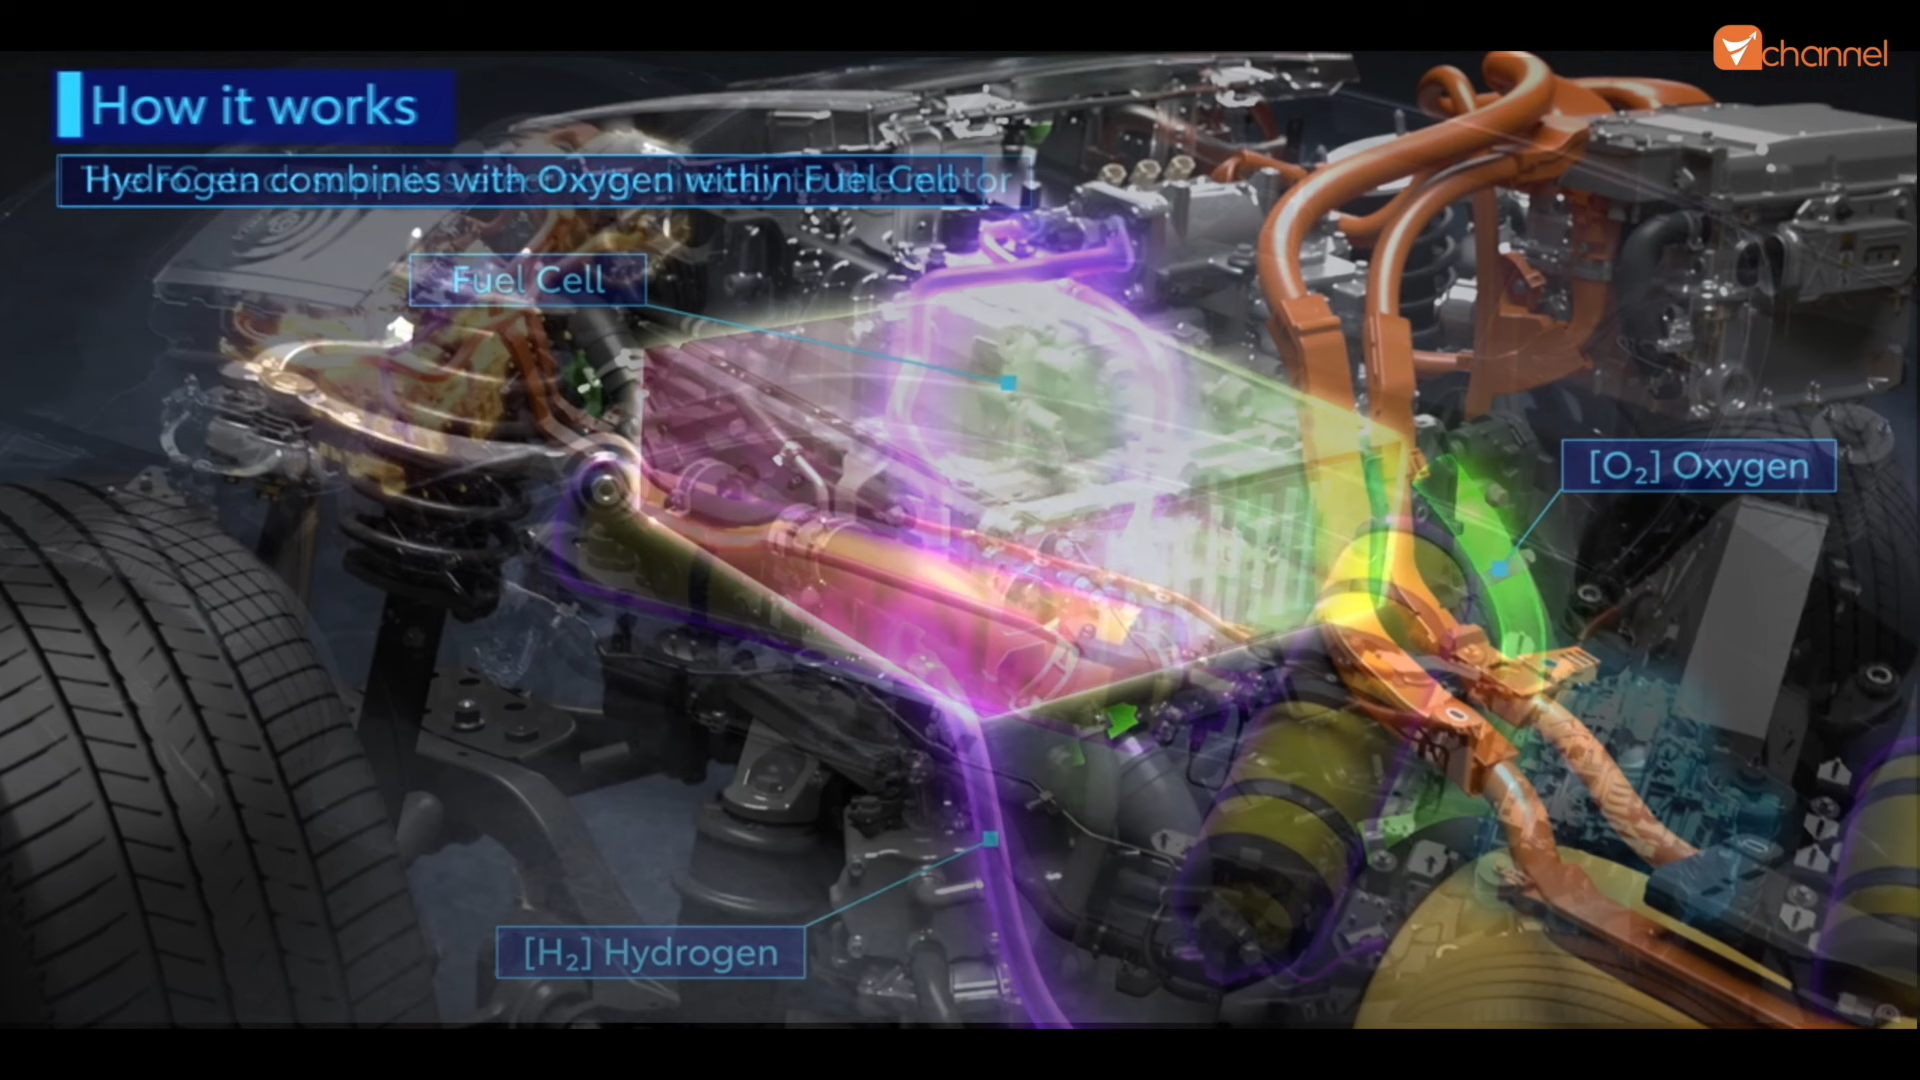 channel
How it works
Hydrogen combines with Oxygen within Fuel Cell
Fuel Cell
[O₂] Oxygen
[H₂] Hydrogen